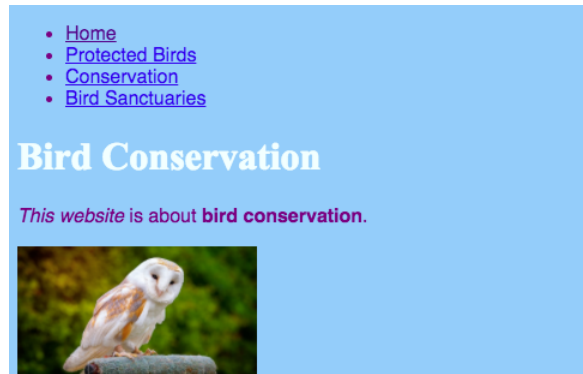 Home
Protected Birds
Conservation
Bird Sanctuaries
Bird Conservation
This website is about bird conservation.